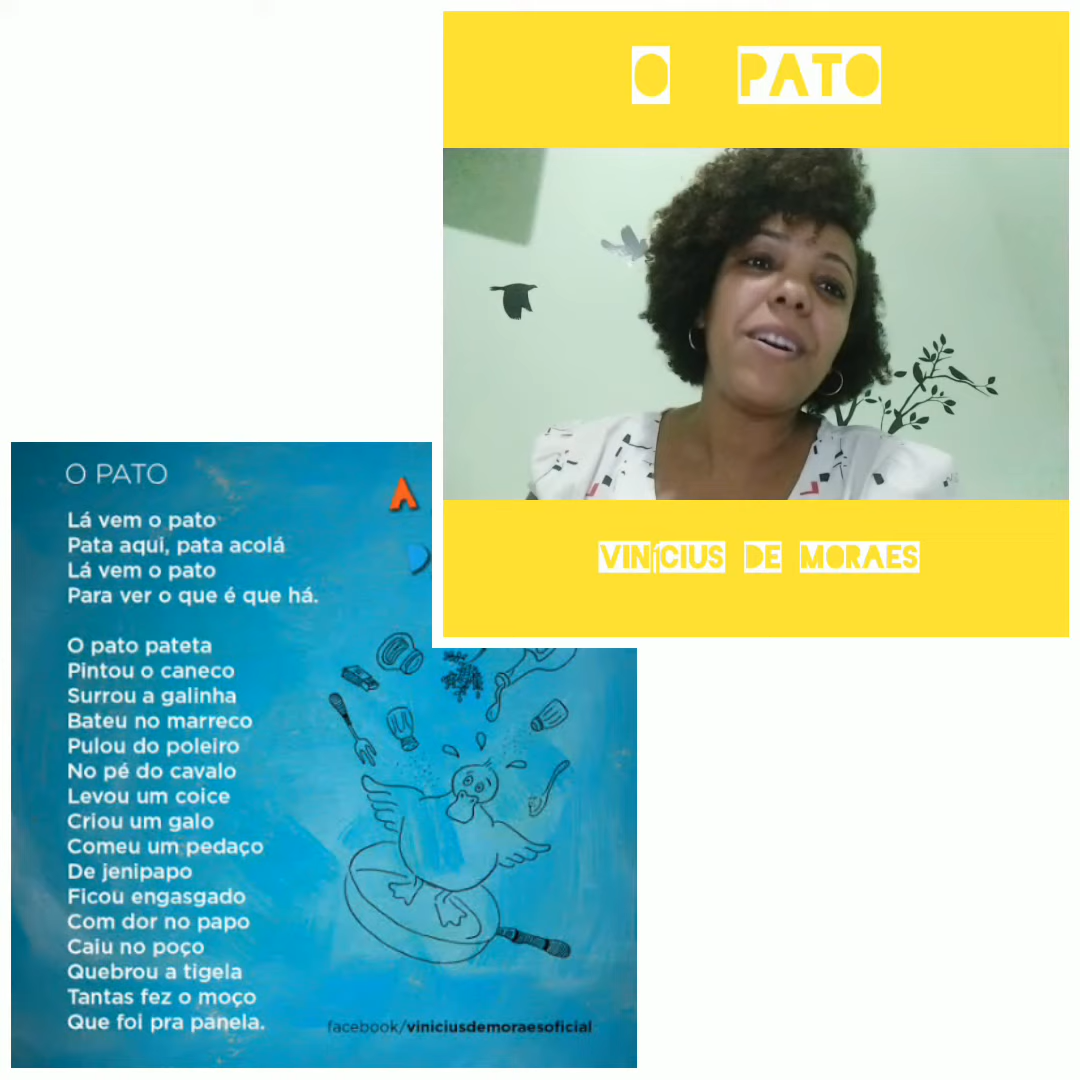 O PATO
VINÍCIUS DE MORAES
O PATO
Lá vem o pato
Pata aqui, pata acolá
Lá vem o pato
Para ver o que é que há.
O pato pateta
Pintou o caneco
Surrou a galinha
Bateu no marreco
Pulou do poleiro
No pé do cavalo
Levou um coice
Criou um galo
Comeu um pedaço
De jenipapo
Ficou engasgado
Com dor no papo
Caiu no poço
Quebrou a tigela
Tantas fez o moço
Que foi pra panela.
facebook/viniciusdemoraesoficial
A